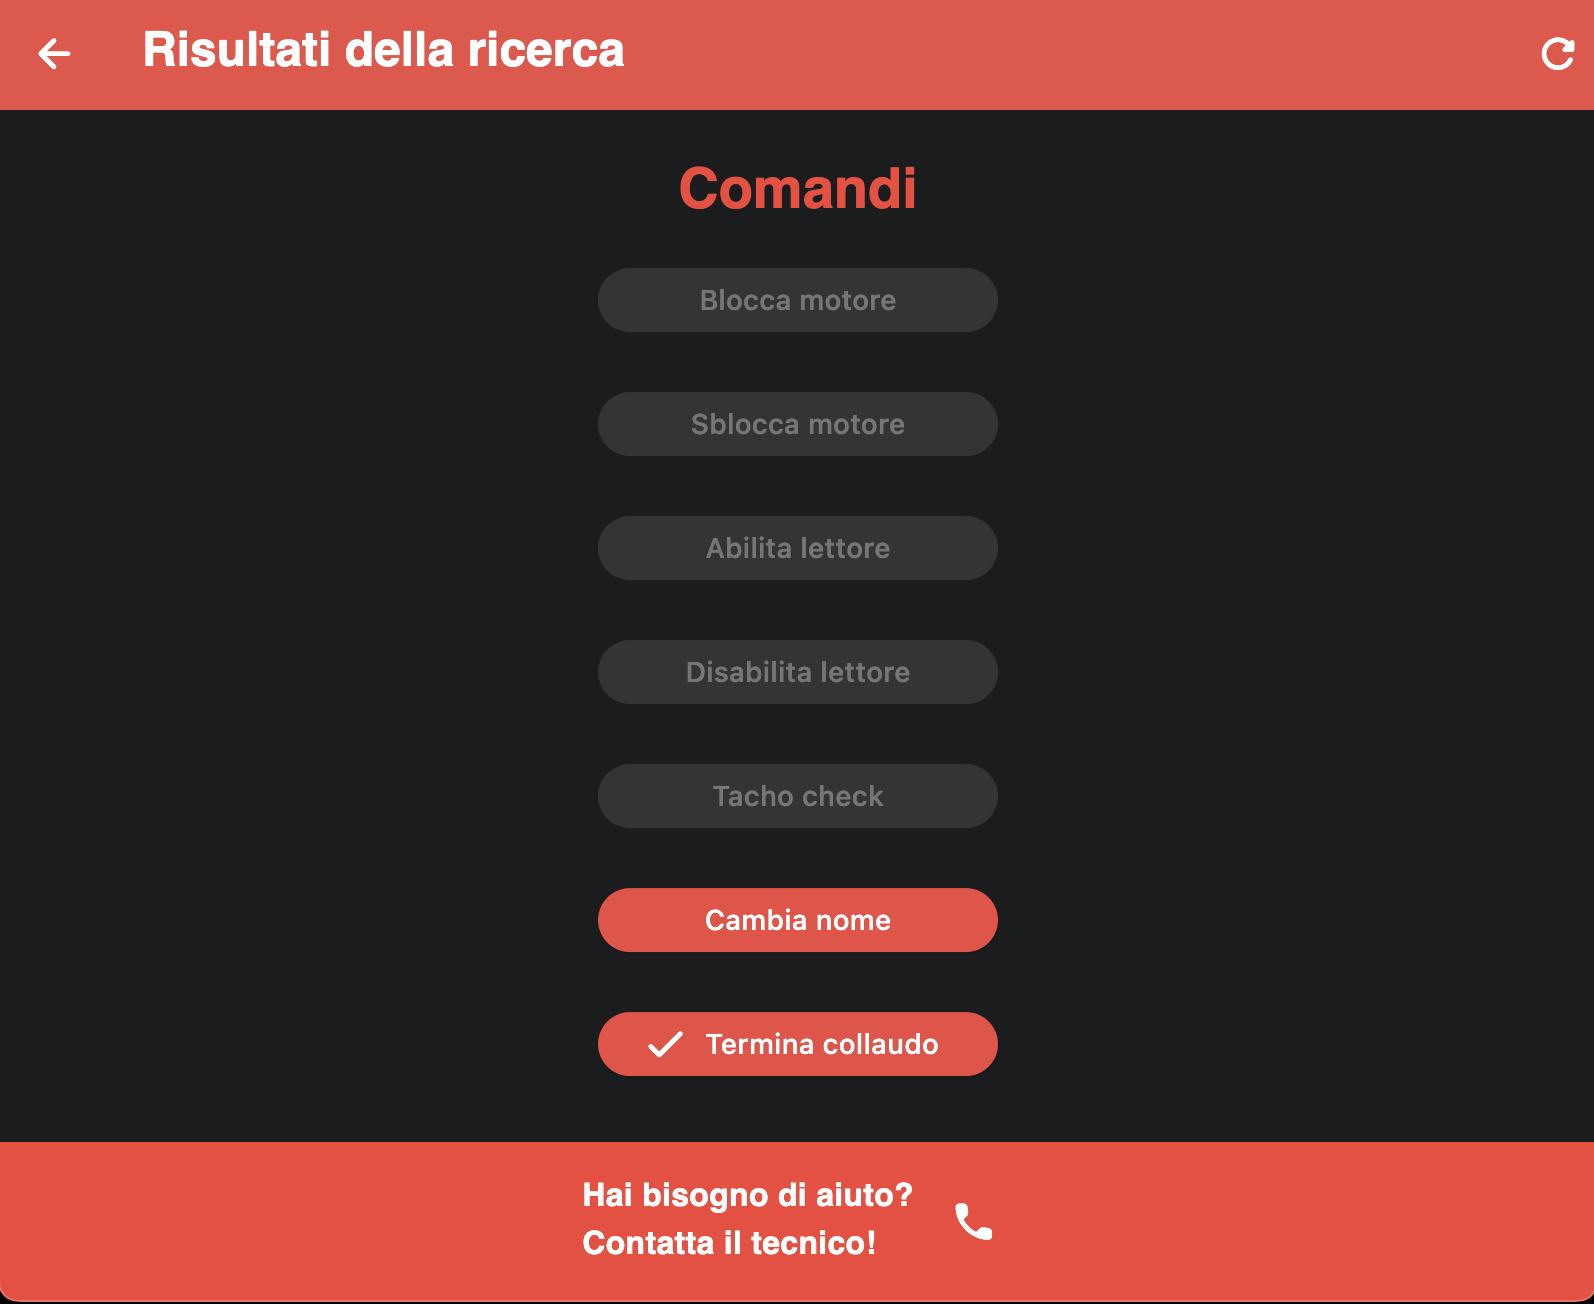 Risultati della ricerca
Comandi
Blocca motore
Sblocca motore
Abilita lettore
Disabilita lettore
Tacho check
Cambia nome
Termina collaudo
Hai bisogno di aiuto?
Contatta il tecnico!